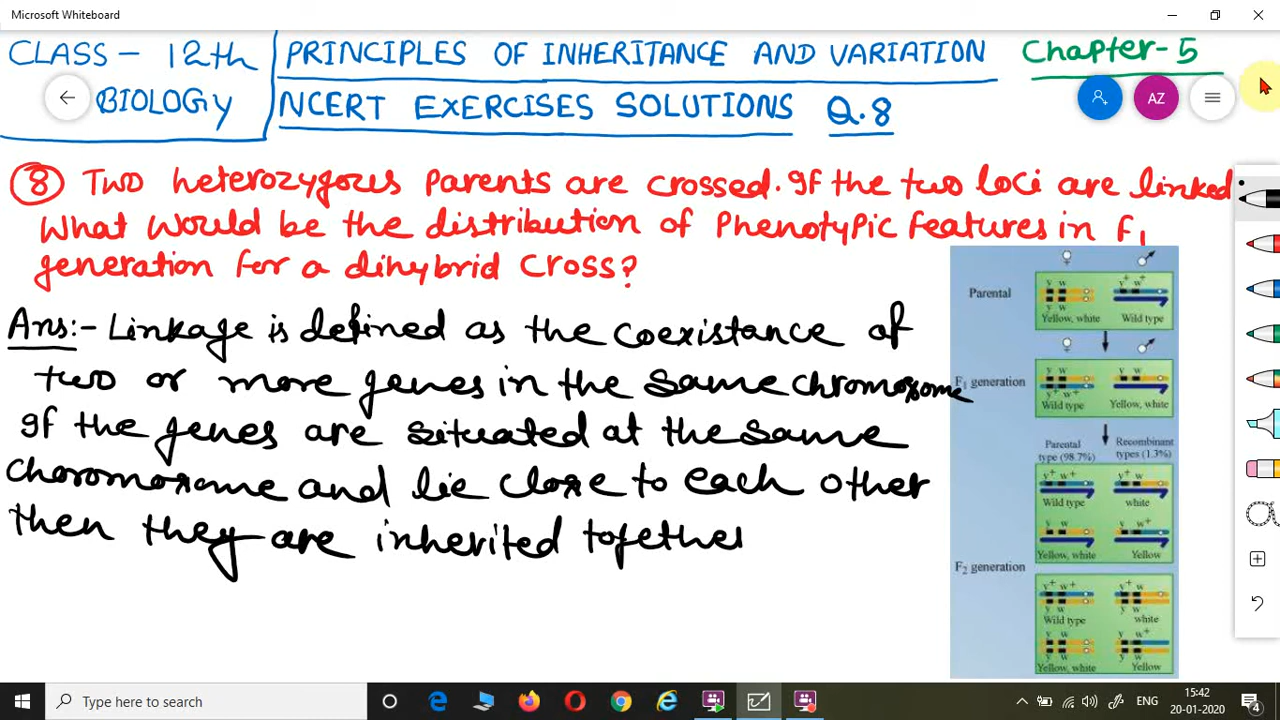 Microsoft Whiteboard
CLASS - 12th
BIOLOGY
PRINCIPLES OF INHERITANCE AND VARIATION
Chapter-5
NCERT EXERCISES SOLUTIONS Q.8
AZ
8 Two heterozygous Parents are crossed. If the two loci are linked
What would be the distribution of Phenotypic features in F1
generation for a dihybrid cross?
Ans:- Linkage is defined as the coexistance of
two or more genes in the same chromosome
If the genes are situated at the same
choromosome and lie close to each other
then they are inherited together
♀ ♂
Parental
y w y+ w+
y w
Yellow, white Wild type
♀ ♂
F1 generation
y w y w
y+ w+
Wild type Yellow, white
Parental type (98.7%) Recombinant types (1.3%)
y+ w+ y+ w
Wild type white
y w y w+
Yellow, white Yellow
F2 generation
y+ w+ y+ w
y w y w
Wild type white
y w y w+
y w y w
Yellow, white Yellow
Type here to search
ENG
15:42
20-01-2020
4